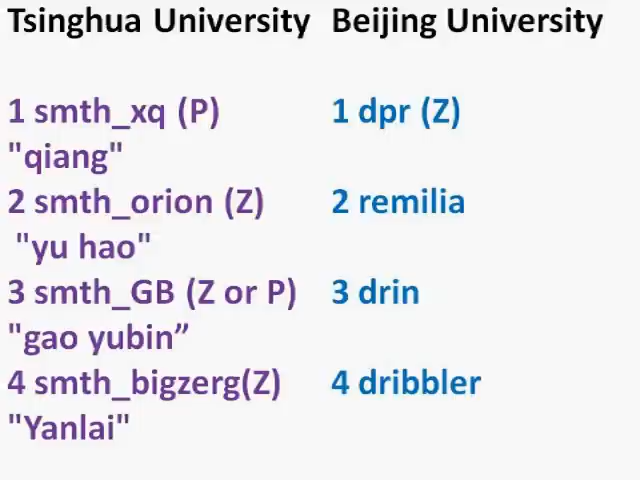 Tsinghua University Beijing University
1 smth_xq (P) 1 dpr (Z)
"qiang"
2 smth_orion (Z) 2 remilia
"yu hao"
3 smth_GB (Z or P) 3 drin
"gao yubin”
4 smth_bigzerg(Z) 4 dribbler
"Yanlai"